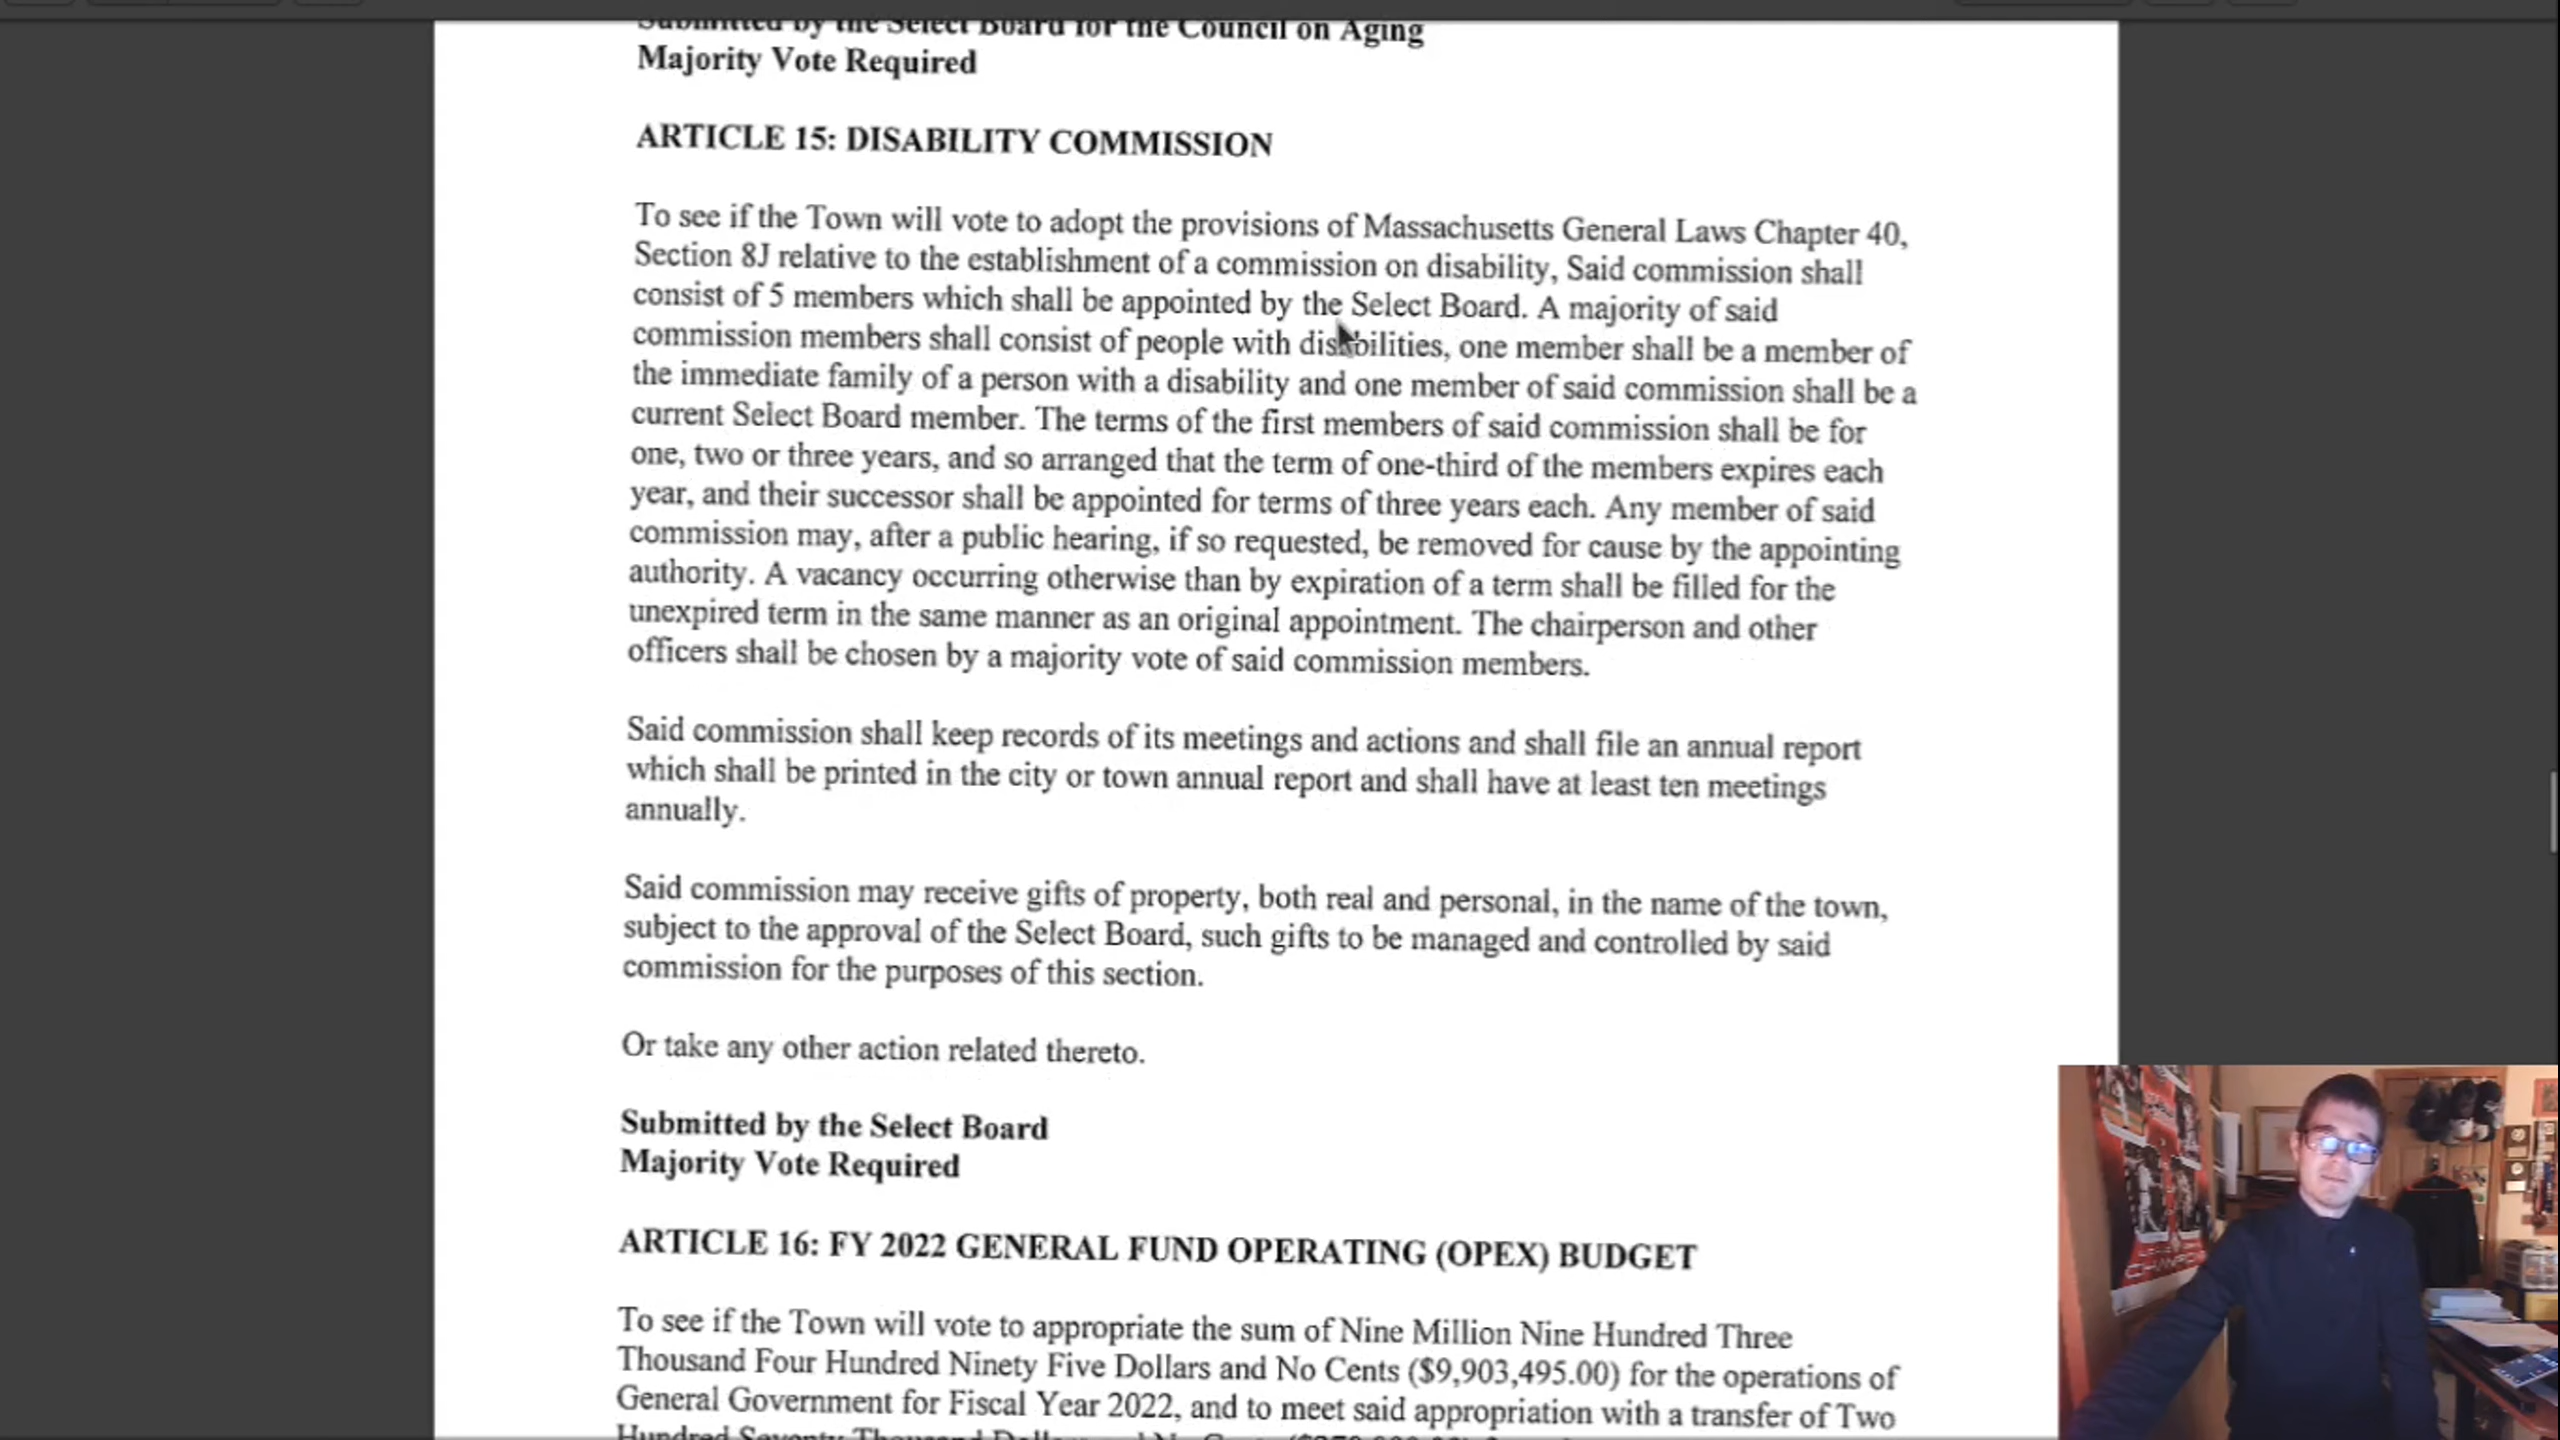 Submitted by the Select Board for the Council on Aging
Majority Vote Required
ARTICLE 15: DISABILITY COMMISSION
To see if the Town will vote to adopt the provisions of Massachusetts General Laws Chapter 40,
Section 8J relative to the establishment of a commission on disability, Said commission shall
consist of 5 members which shall be appointed by the Select Board. A majority of said
commission members shall consist of people with disabilities, one member shall be a member of
the immediate family of a person with a disability and one member of said commission shall be a
current Select Board member. The terms of the first members of said commission shall be for
one, two or three years, and so arranged that the term of one-third of the members expires each
year, and their successor shall be appointed for terms of three years each. Any member of said
commission may, after a public hearing, if so requested, be removed for cause by the appointing
authority. A vacancy occurring otherwise than by expiration of a term shall be filled for the
unexpired term in the same manner as an original appointment. The chairperson and other
officers shall be chosen by a majority vote of said commission members.
Said commission shall keep records of its meetings and actions and shall file an annual report
which shall be printed in the city or town annual report and shall have at least ten meetings
annually.
Said commission may receive gifts of property, both real and personal, in the name of the town,
subject to the approval of the Select Board, such gifts to be managed and controlled by said
commission for the purposes of this section.
Or take any other action related thereto.
Submitted by the Select Board
Majority Vote Required
ARTICLE 16: FY 2022 GENERAL FUND OPERATING (OPEX) BUDGET
To see if the Town will vote to appropriate the sum of Nine Million Nine Hundred Three
Thousand Four Hundred Ninety Five Dollars and No Cents ($9,903,495.00) for the operations of
General Government for Fiscal Year 2022, and to meet said appropriation with a transfer of Two
Hundred Seventy Thousand